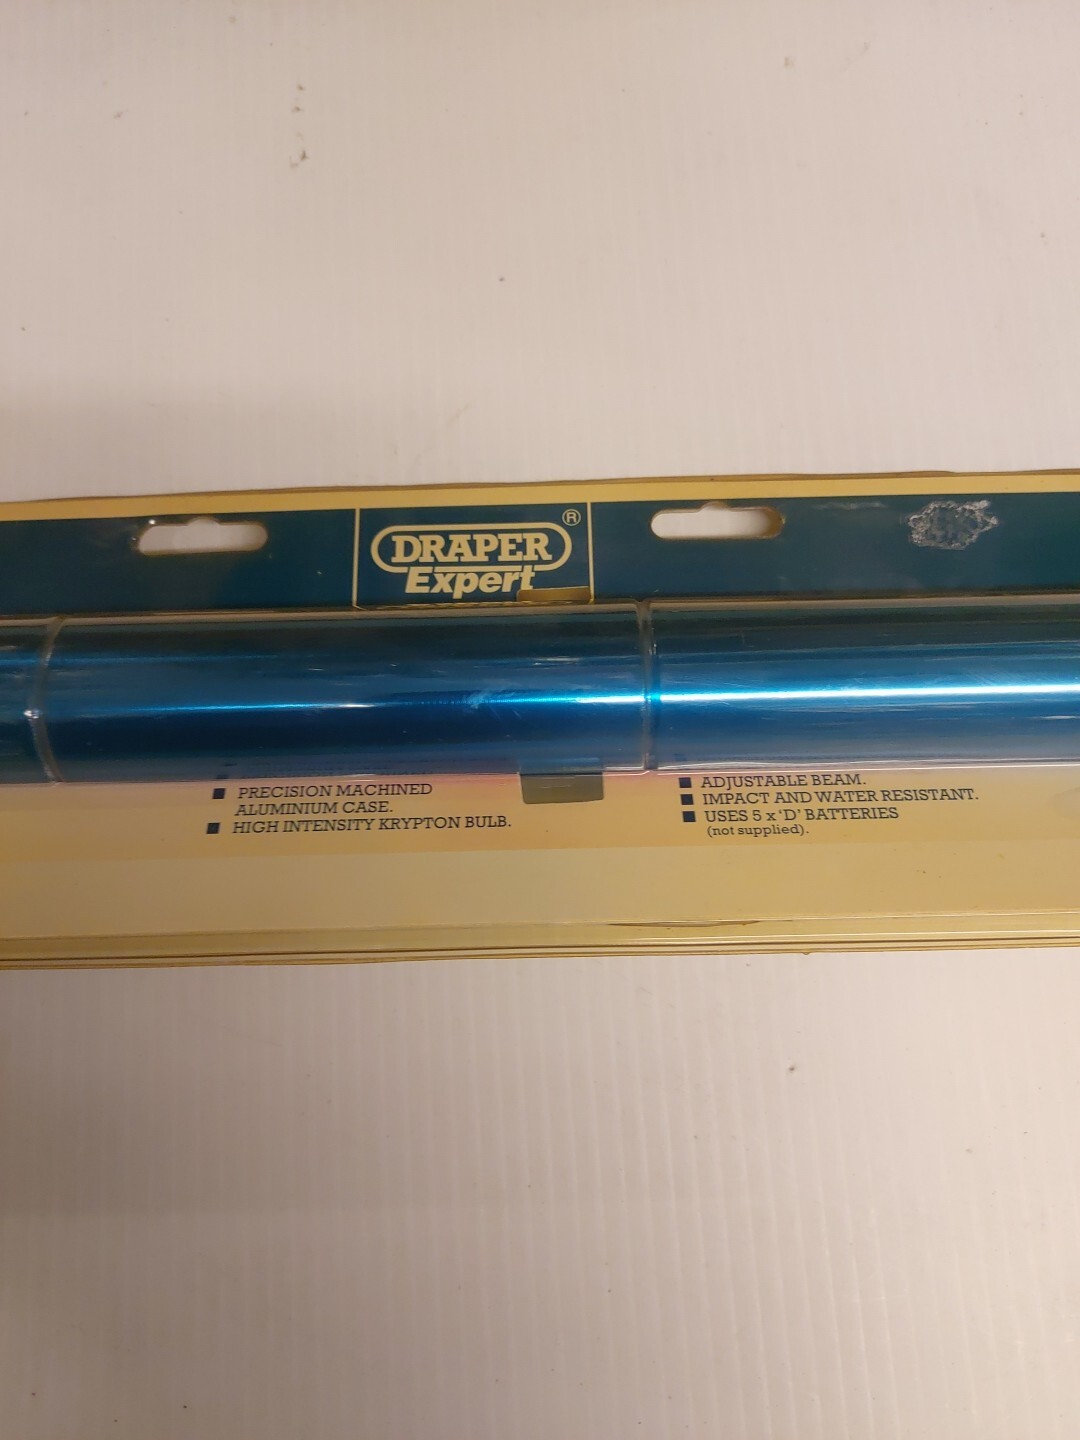 DRAPER ®
Expert
■ PRECISION MACHINED
ALUMINIUM CASE.
■ HIGH INTENSITY KRYPTON BULB.
■ ADJUSTABLE BEAM.
■ IMPACT AND WATER RESISTANT.
■ USES 5 x 'D' BATTERIES
(not supplied).